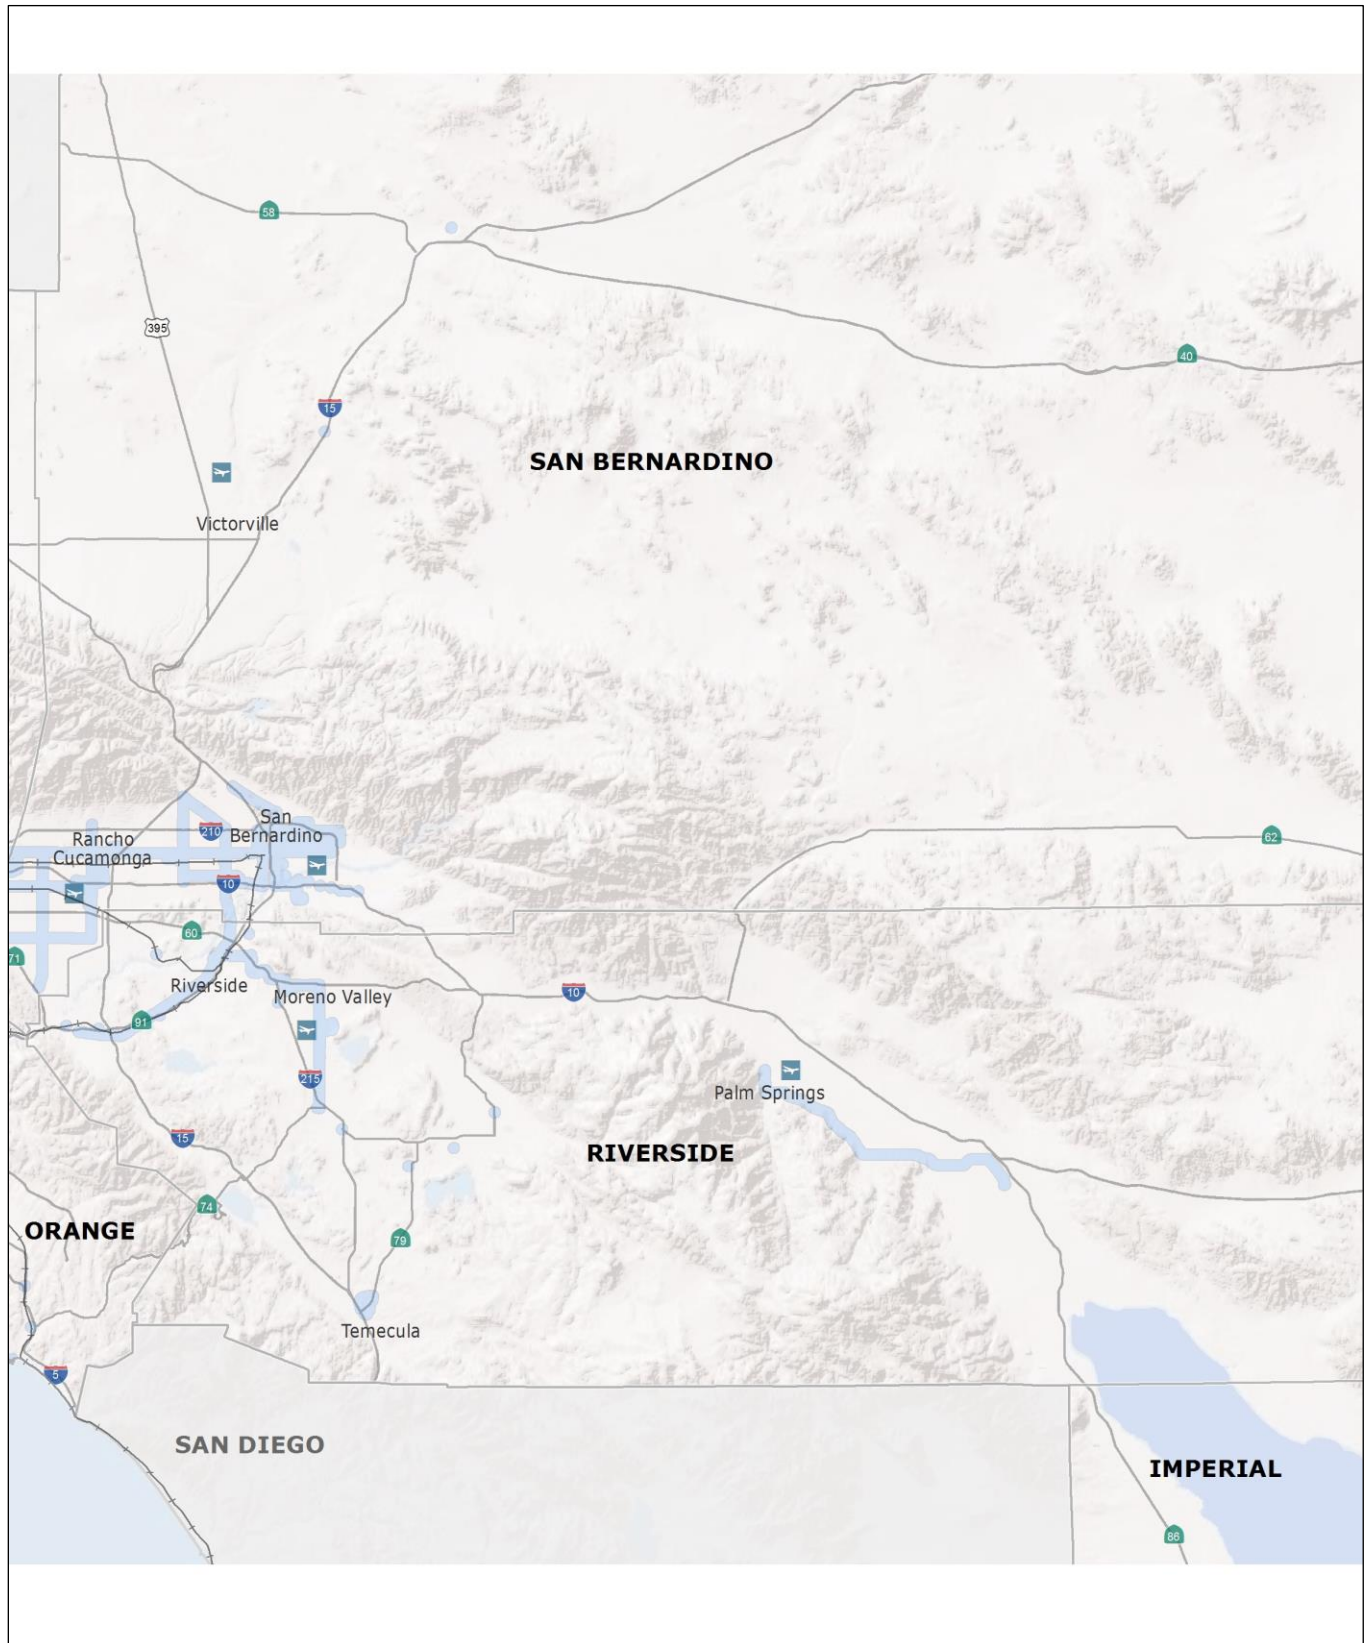 58
395
40
15
SAN BERNARDINO
Victorville
San
Bernardino
210
Rancho
Cucamonga
62
10
60
71
Riverside
Moreno Valley
10
91
215
Palm Springs
15
RIVERSIDE
74
ORANGE
79
Temecula
5
SAN DIEGO
IMPERIAL
86